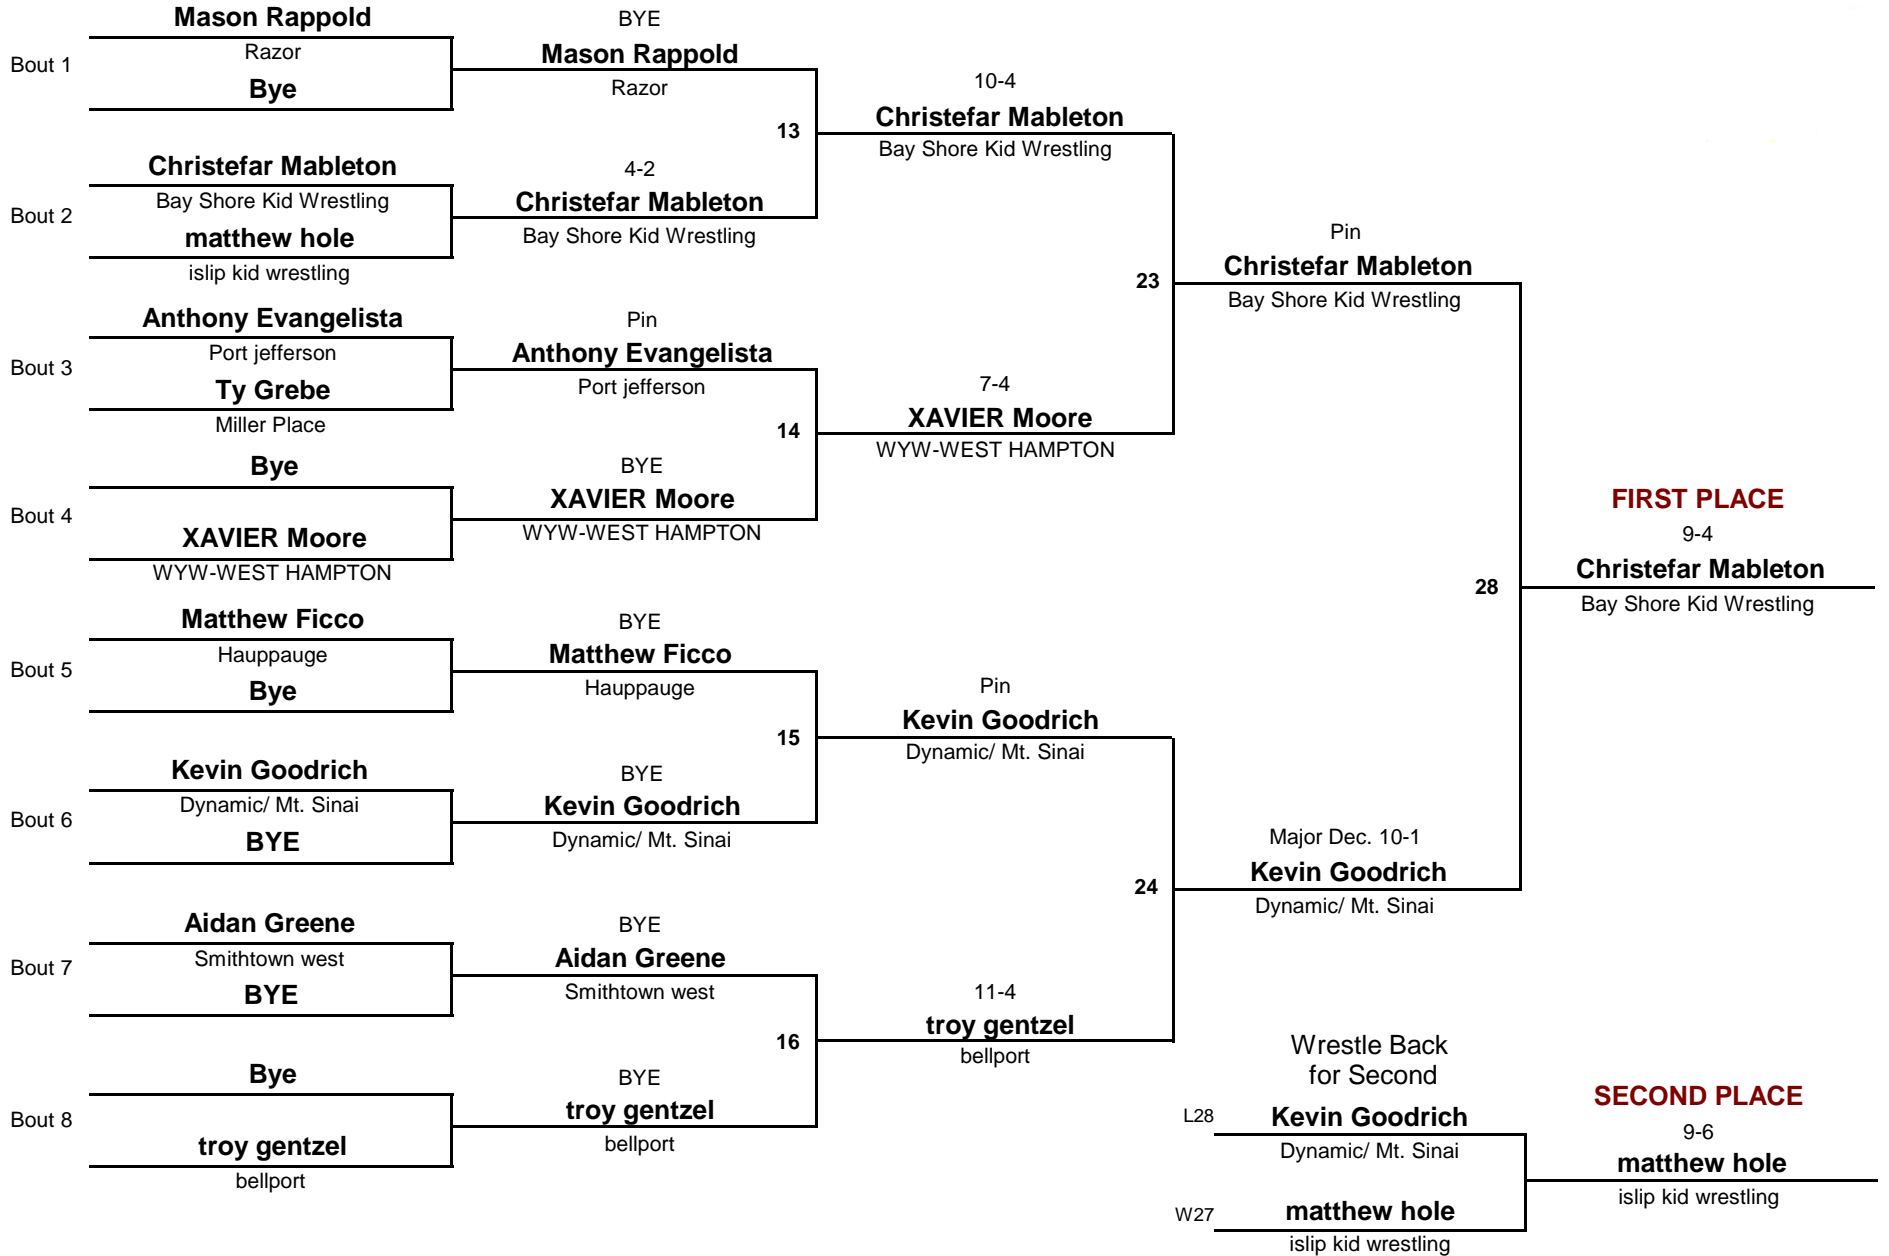 Mason Rappold
Bout 1
Razor
Bye
Christefar Mableton
Bout 2
Bay Shore Kid Wrestling
matthew hole
islip kid wrestling
Anthony Evangelista
Bout 3
Port jefferson
Ty Grebe
Miller Place
Bye
Bout 4
XAVIER Moore
WYW-WEST HAMPTON
Matthew Ficco
Bout 5
Hauppauge
Bye
Kevin Goodrich
Bout 6
Dynamic/ Mt. Sinai
BYE
Aidan Greene
Bout 7
Smithtown west
BYE
Bye
Bout 8
troy gentzel
bellport
BYE
Mason Rappold
Razor
13
4-2
Christefar Mableton
Bay Shore Kid Wrestling
Pin
Anthony Evangelista
Port jefferson
14
BYE
XAVIER Moore
WYW-WEST HAMPTON
BYE
Matthew Ficco
Hauppauge
15
BYE
Kevin Goodrich
Dynamic/ Mt. Sinai
BYE
Aidan Greene
Smithtown west
16
BYE
troy gentzel
bellport
10-4
Christefar Mableton
Bay Shore Kid Wrestling
23
7-4
XAVIER Moore
WYW-WEST HAMPTON
Pin
Kevin Goodrich
Dynamic/ Mt. Sinai
24
11-4
troy gentzel
bellport
Pin
Christefar Mableton
Bay Shore Kid Wrestling
28
Major Dec. 10-1
Kevin Goodrich
Dynamic/ Mt. Sinai
FIRST PLACE
9-4
Christefar Mableton
Bay Shore Kid Wrestling
Wrestle Back
for Second
L28
Kevin Goodrich
Dynamic/ Mt. Sinai
W27
matthew hole
islip kid wrestling
SECOND PLACE
9-6
matthew hole
islip kid wrestling